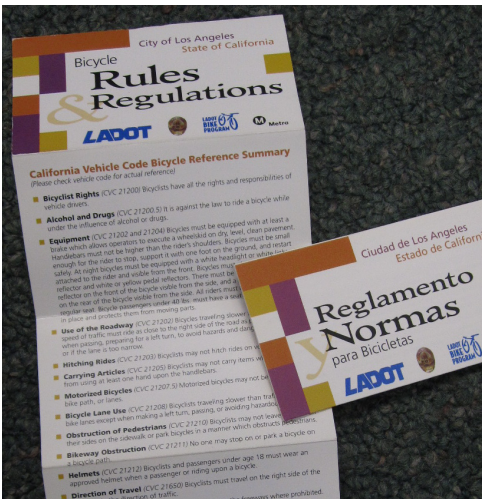 City of Los Angeles
State of California
Bicycle
Rules
& Regulations
LADOT
LADOT
BIKE
PROGRAM
M Metro
California Vehicle Code Bicycle Reference Summary
(Please check vehicle code for actual reference)
Bicyclist Rights (CVC 21200) Bicyclists have all the rights and responsibilities of
vehicle drivers.
Alcohol and Drugs (CVC 21200.5) It is against the law to ride a bicycle while
under the influence of alcohol or drugs.
Equipment (CVC 21202 and 21204) Bicycles must be equipped with at least a
brake which allows operators to execute a wheelskid on dry, level, clean pavement.
Handlebars must not be higher than the rider's shoulders. Bicycles must be small
enough for the rider to stop, support it with one foot on the ground, and restart
safely. At night bicycles must be equipped with a white headlight or white
attached to the rider and visible from the front. Bicycles must
reflector and white or yellow pedal reflectors. There must be
reflector on the front of the bicycle visible from the side, and a
on the rear of the bicycle visible from the side. All riders must
regular seat. Bicycle passengers under 40 lbs. must have a seat
in place and protects them from moving parts.
Use of the Roadway (CVC 21202) Bicycles traveling slower
speed of traffic must ride as close to the right side of the road as
when passing, preparing for a left turn, to avoid hazards and
or if the lane is too narrow.
Hitching Rides (CVC 21203) Bicyclists may not hitch rides on
Carrying Articles (CVC 21205) Bicyclists may not carry items
from using at least one hand upon the handlebars.
Motorized Bicycles (CVC 21207.5) Motorized bicycles may not be
bike path, or lanes.
Bicycle Lane Use (CVC 21208) Bicyclists traveling slower than
bike lanes except when making a left turn, passing, or avoiding
Obstruction of Pedestrians (CVC 21210) Bicyclists may not leave
their sides on the sidewalk or park bicycles in a manner which obstructs pedestrians.
Bikeway Obstruction (CVC 21211) No one may stop on or park a bicycle on
a bicycle path.
Helmets (CVC 21212) Bicyclists and passengers under age 18 must wear an
approved helmet when a passenger or riding upon a bicycle.
Direction of Travel (CVC 21650) Bicyclists must travel on the right side of the
direction of traffic.
where prohibited.
Ciudad de Los Angeles
Estado de California
Reglamento
y Normas
para Bicicletas
LADOT
LADOT
BIKE
PROGRAM